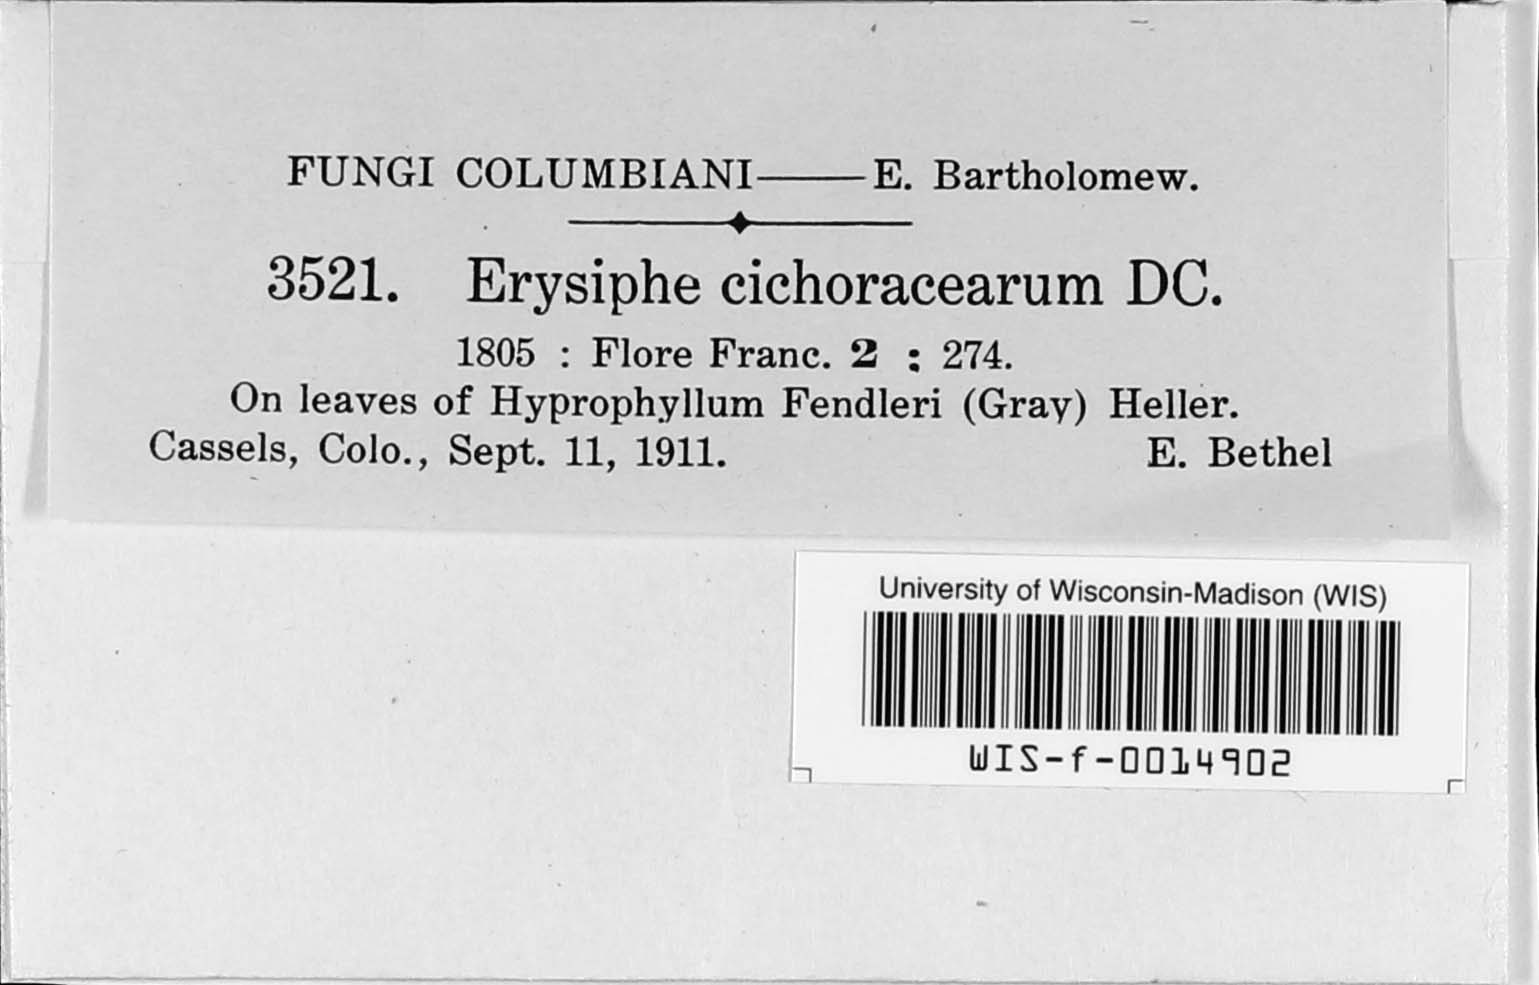 FUNGI COLUMBIANI——E. Bartholomew.
3521. Erysiphe cichoracearum DC.
1805 : Flore Franc. 2 : 274.
On leaves of Hyprophyllum Fendleri (Gray) Heller.
Cassels, Colo., Sept. 11, 1911. E. Bethel
University of Wisconsin-Madison (WIS)
WIS-f-0014902